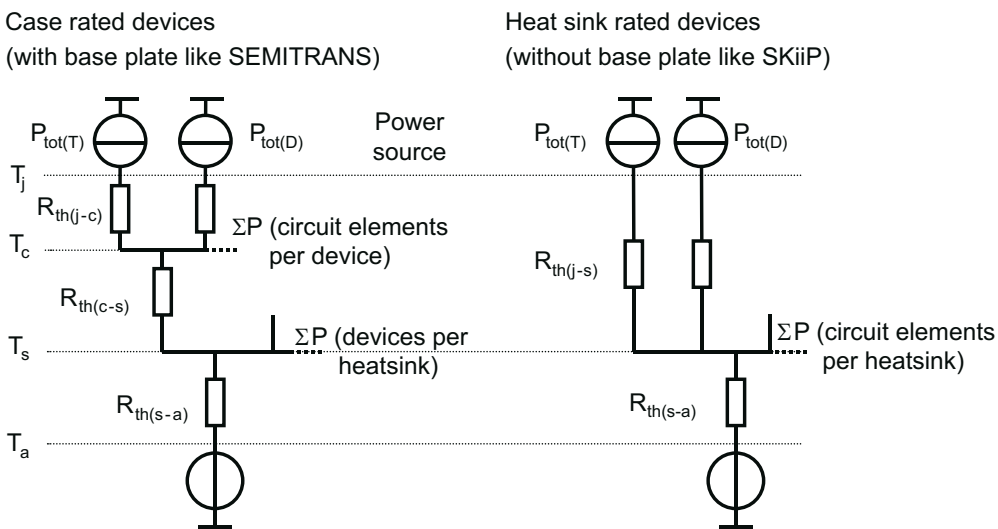 Case rated devices
(with base plate like SEMITRANS)
Heat sink rated devices
(without base plate like SKiiP)
P_tot(T)
P_tot(D)
Power
source
P_tot(T)
P_tot(D)
T_j
R_th(j-c)
ΣP (circuit elements
per device)
T_c
R_th(j-s)
R_th(c-s)
T_s
ΣP (devices per
heatsink)
ΣP (circuit elements
per heatsink)
R_th(s-a)
R_th(s-a)
T_a